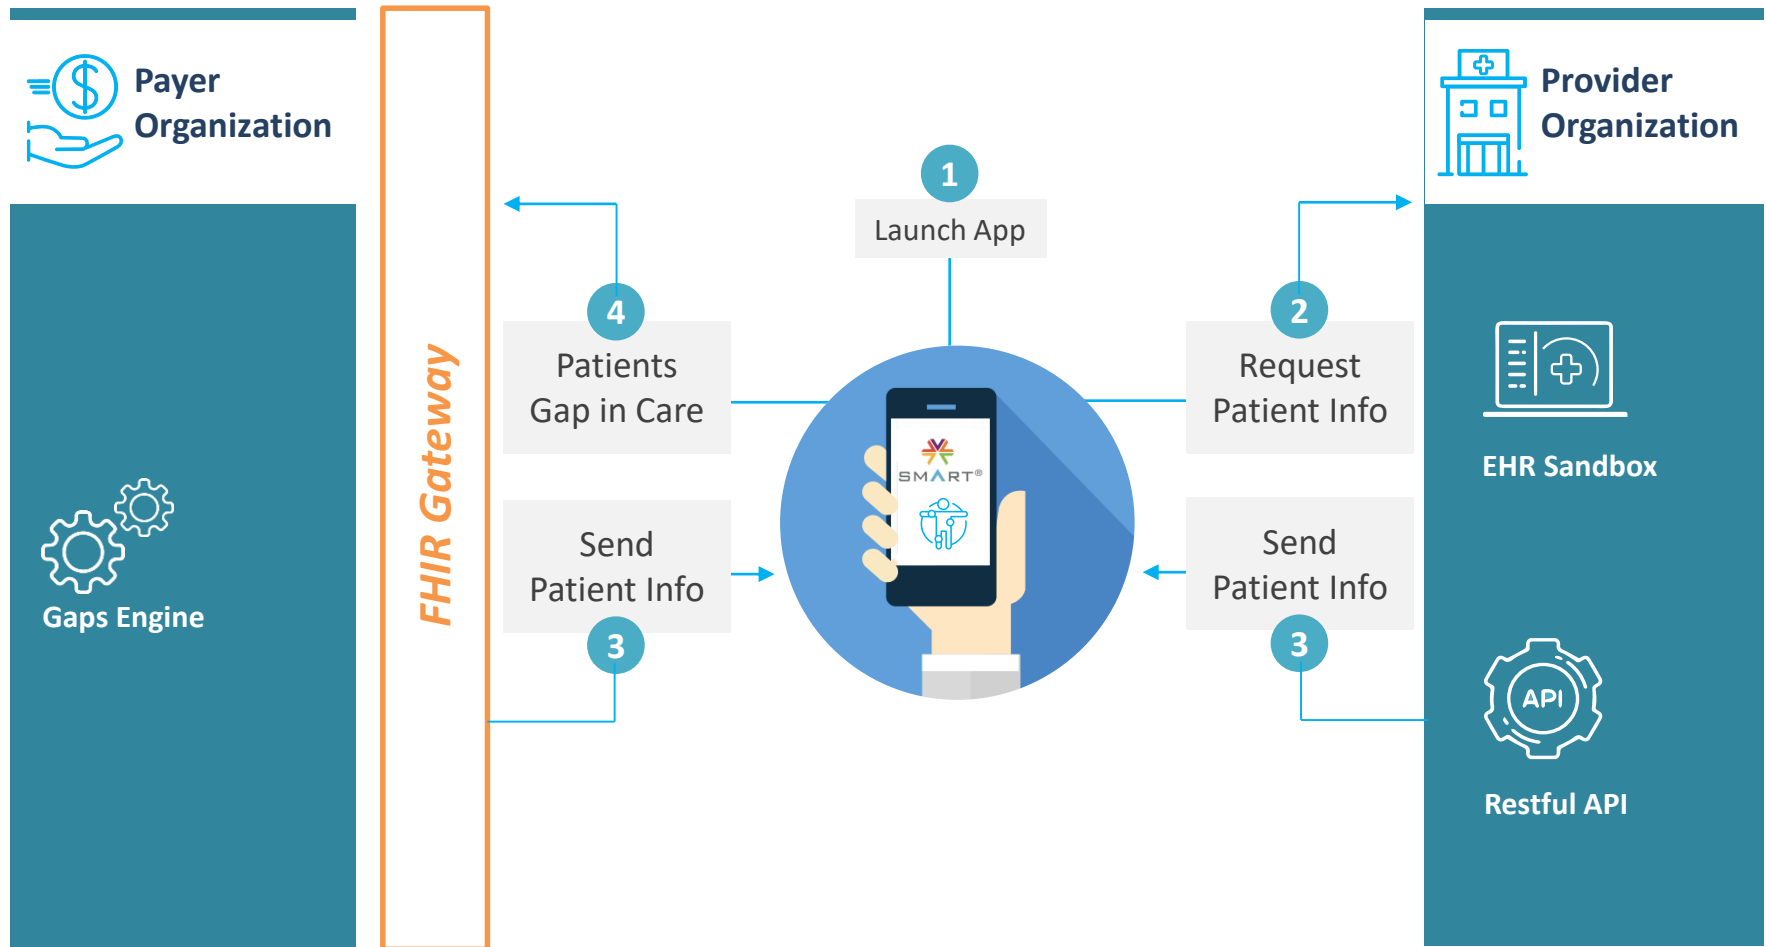 Payer
Organization
Gaps Engine
FHIR Gateway
1
Launch App
4
Patients
Gap in Care
Send
Patient Info
3
SMART®
2
Request
Patient Info
Send
Patient Info
3
Provider
Organization
EHR Sandbox
API
Restful API